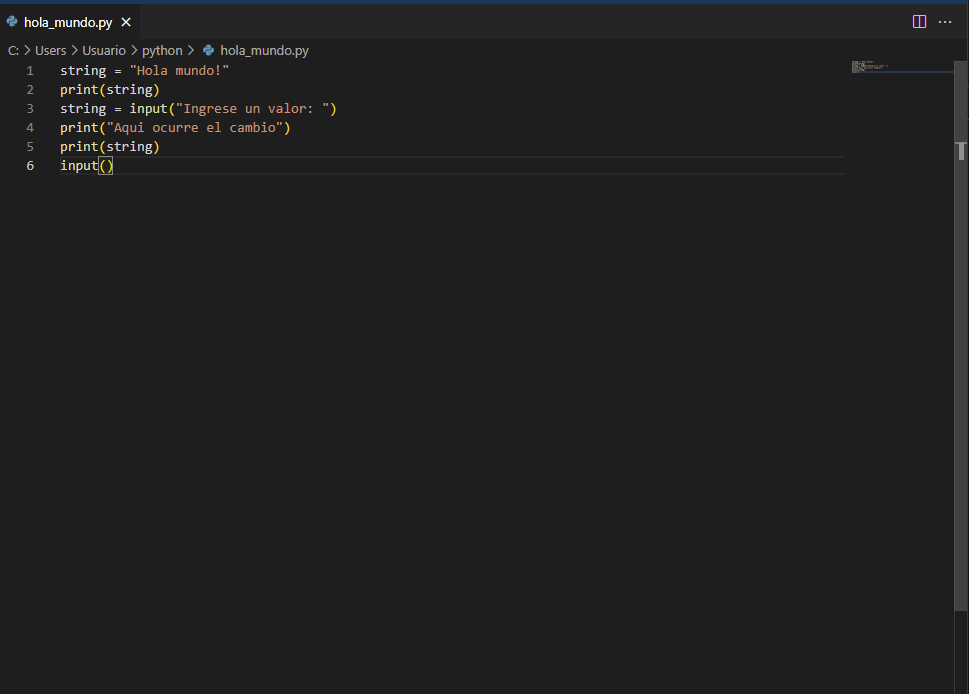 hola_mundo.py
C: > Users > Usuario > python > hola_mundo.py
1 string = "Hola mundo!"
2 print(string)
3 string = input("Ingrese un valor: ")
4 print("Aqui ocurre el cambio")
5 print(string)
6 input()